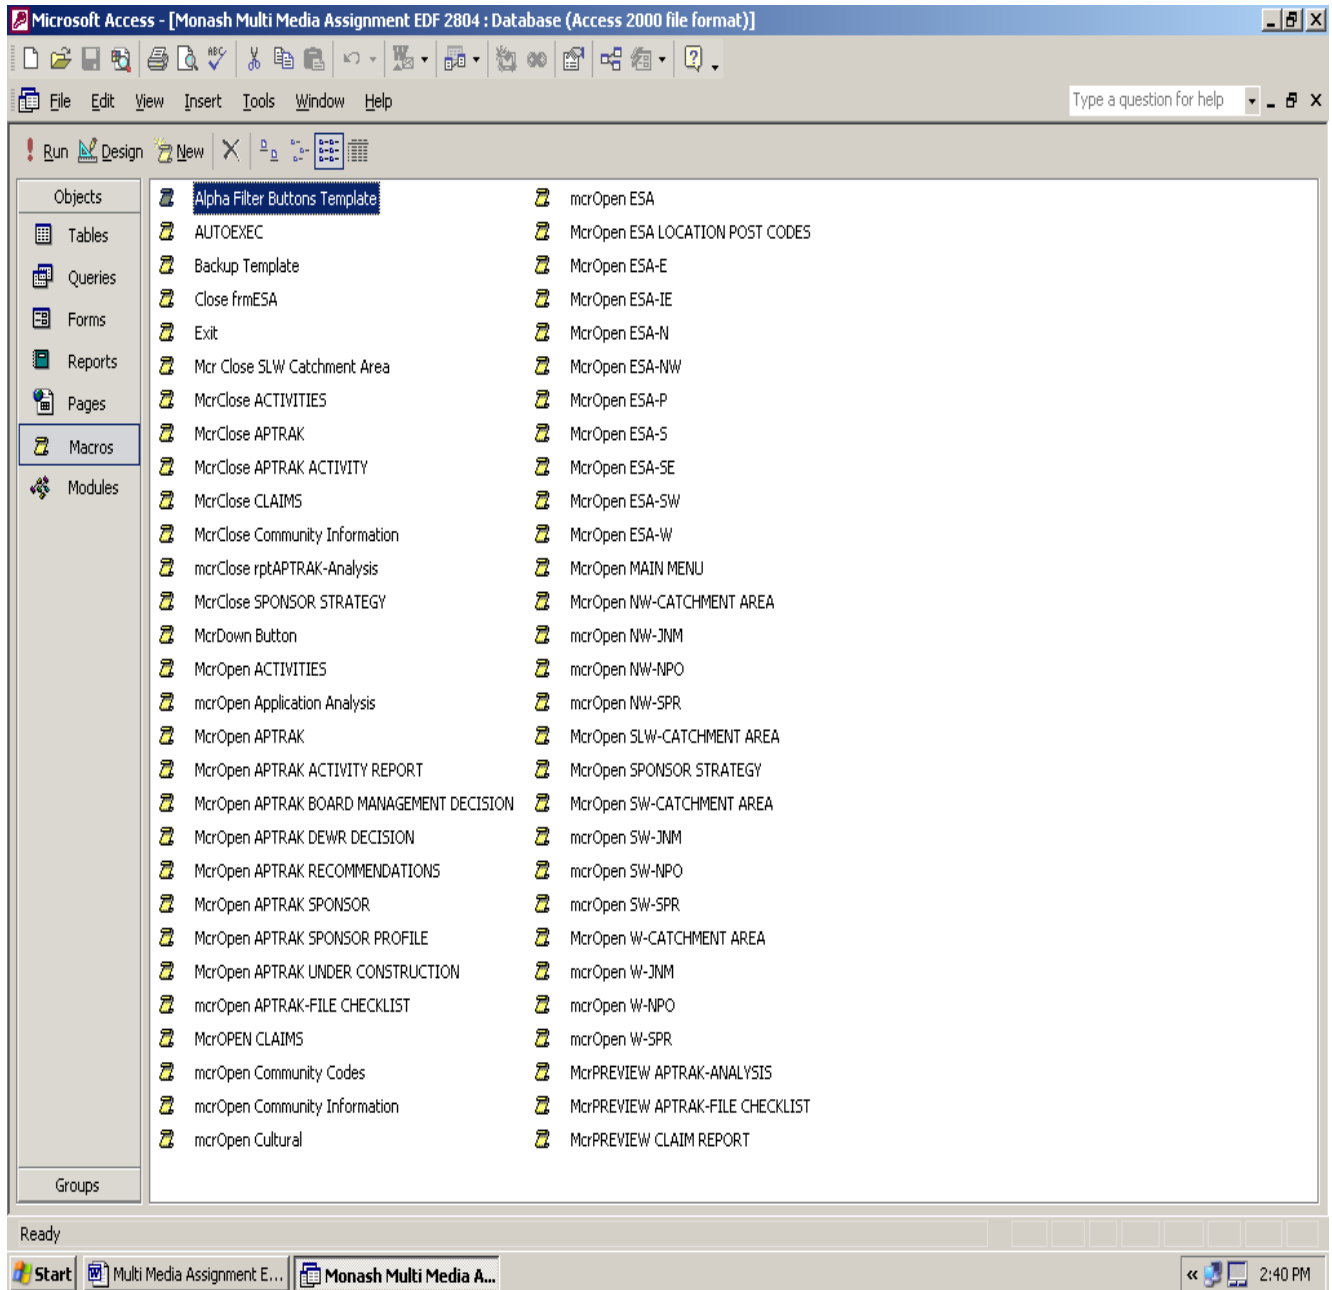 Microsoft Access - [Monash Multi Media Assignment EDF 2804 : Database (Access 2000 file format)]
File Edit View Insert Tools Window Help
Type a question for help
Run Design New
Objects
Tables
Queries
Forms
Reports
Pages
Macros
Modules
Groups
Alpha Filter Buttons Template
AUTOEXEC
Backup Template
Close frmESA
Exit
Mcr Close SLW Catchment Area
McrClose ACTIVITIES
McrClose APTRAK
McrClose APTRAK ACTIVITY
McrClose CLAIMS
McrClose Community Information
mcrClose rptAPTRAK-Analysis
McrClose SPONSOR STRATEGY
McrDown Button
McrOpen ACTIVITIES
mcrOpen Application Analysis
McrOpen APTRAK
McrOpen APTRAK ACTIVITY REPORT
McrOpen APTRAK BOARD MANAGEMENT DECISION
McrOpen APTRAK DEWR DECISION
McrOpen APTRAK RECOMMENDATIONS
McrOpen APTRAK SPONSOR
McrOpen APTRAK SPONSOR PROFILE
McrOpen APTRAK UNDER CONSTRUCTION
mcrOpen APTRAK-FILE CHECKLIST
McrOPEN CLAIMS
mcrOpen Community Codes
mcrOpen Community Information
mcrOpen Cultural
mcrOpen ESA
McrOpen ESA LOCATION POST CODES
McrOpen ESA-E
McrOpen ESA-IE
McrOpen ESA-N
McrOpen ESA-NW
McrOpen ESA-P
McrOpen ESA-S
McrOpen ESA-SE
McrOpen ESA-SW
McrOpen ESA-W
McrOpen MAIN MENU
McrOpen NW-CATCHMENT AREA
mcrOpen NW-JNM
mcrOpen NW-NPO
mcrOpen NW-SPR
McrOpen SLW-CATCHMENT AREA
McrOpen SPONSOR STRATEGY
McrOpen SW-CATCHMENT AREA
mcrOpen SW-JNM
mcrOpen SW-NPO
mcrOpen SW-SPR
McrOpen W-CATCHMENT AREA
mcrOpen W-JNM
mcrOpen W-NPO
mcrOpen W-SPR
McrPREVIEW APTRAK-ANALYSIS
McrPREVIEW APTRAK-FILE CHECKLIST
McrPREVIEW CLAIM REPORT
Ready
Start
Multi Media Assignment E...
Monash Multi Media A...
2:40 PM